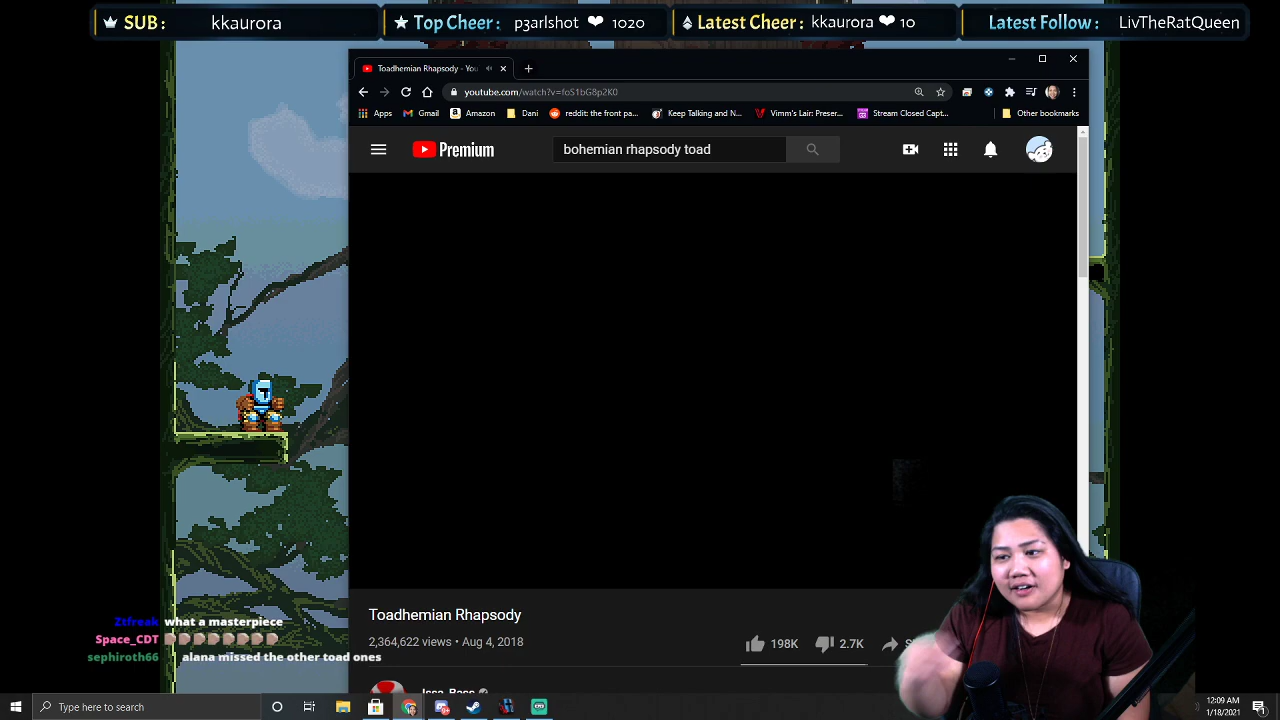 SUB : kkaurora
Top Cheer : p3arlshot ❤ 1020
Latest Cheer : kkaurora ❤ 10
Latest Follow : LivTheRatQueen
Toadhemian Rhapsody - You
youtube.com/watch?v=foS1bG8p2K0
Apps Gmail Amazon Dani reddit: the front pa... Keep Talking and N... Vimm's Lair: Preser... Stream Closed Capt... Other bookmarks
Premium
bohemian rhapsody toad
Toadhemian Rhapsody
2,364,622 views • Aug 4, 2018
198K 2.7K
Ztfreak what a masterpiece
Space_CDT
sephiroth66 alana missed the other toad ones
Issa Bass
Type here to search
12:09 AM
1/18/2021